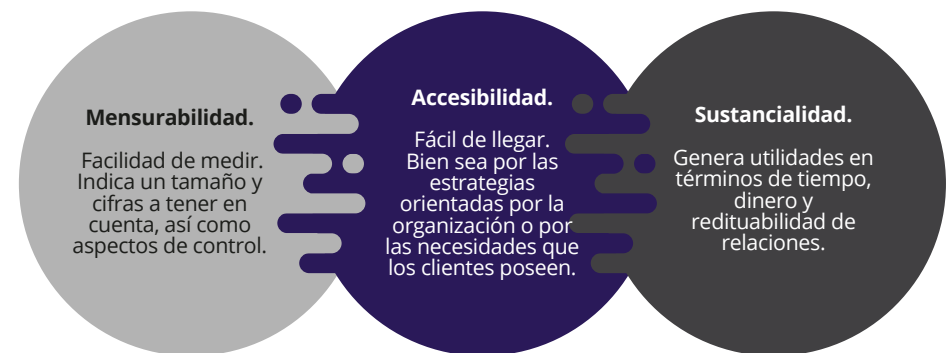 Mensurabilidad.
Facilidad de medir.
Indica un tamaño y
cifras a tener en
cuenta, así como
aspectos de control.
Accesibilidad.
Fácil de llegar.
Bien sea por las
estrategias
orientadas por la
organización o por
las necesidades que
los clientes poseen.
Sustancialidad.
Genera utilidades en
términos de tiempo,
dinero y
redituabilidad de
relaciones.